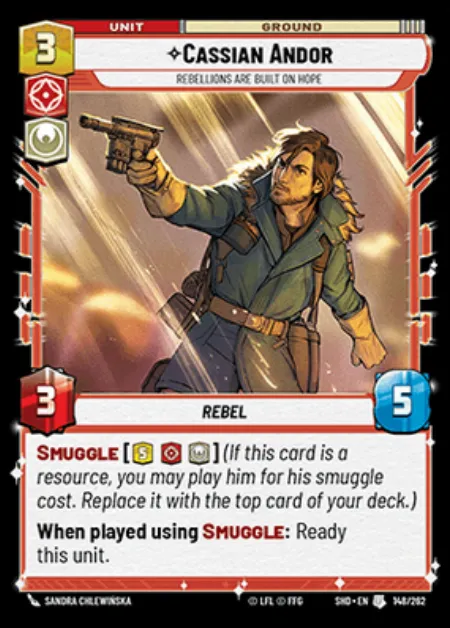 UNIT
GROUND
3
CASSIAN ANDOR
REBELLIONS ARE BUILT ON HOPE
3
REBEL
5
SMUGGLE [5] (If this card is a
resource, you may play him for his smuggle
cost. Replace it with the top card of your deck.)
When played using SMUGGLE: Ready
this unit.
SANDRA CHLEWIŃSKA
© LFL © FFG
SHD • EN
148/262